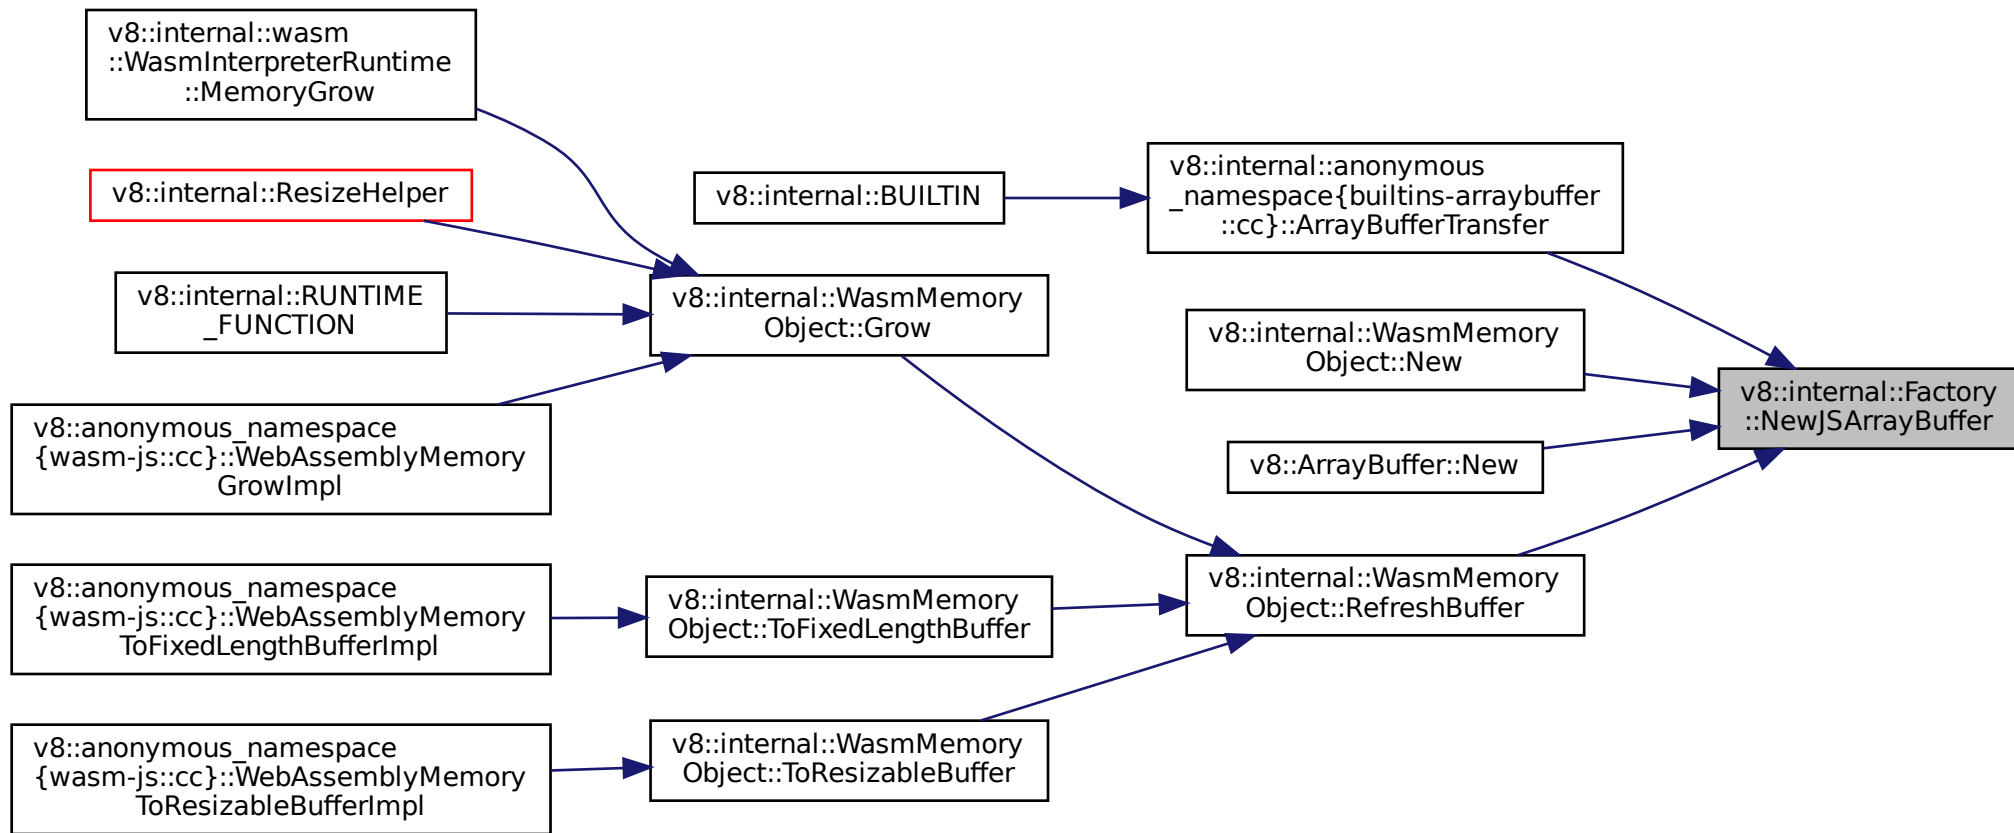 v8::internal::wasm
::WasmInterpreterRuntime
::MemoryGrow
v8::internal::ResizeHelper
v8::internal::RUNTIME
_FUNCTION
v8::anonymous_namespace
{wasm-js::cc}::WebAssemblyMemory
GrowImpl
v8::anonymous_namespace
{wasm-js::cc}::WebAssemblyMemory
ToFixedLengthBufferImpl
v8::anonymous_namespace
{wasm-js::cc}::WebAssemblyMemory
ToResizableBufferImpl
v8::internal::BUILTIN
v8::internal::WasmMemory
Object::Grow
v8::internal::WasmMemory
Object::ToFixedLengthBuffer
v8::internal::WasmMemory
Object::ToResizableBuffer
v8::internal::anonymous
_namespace{builtins-arraybuffer
::cc}::ArrayBufferTransfer
v8::internal::WasmMemory
Object::New
v8::ArrayBuffer::New
v8::internal::WasmMemory
Object::RefreshBuffer
v8::internal::Factory
::NewJSArrayBuffer